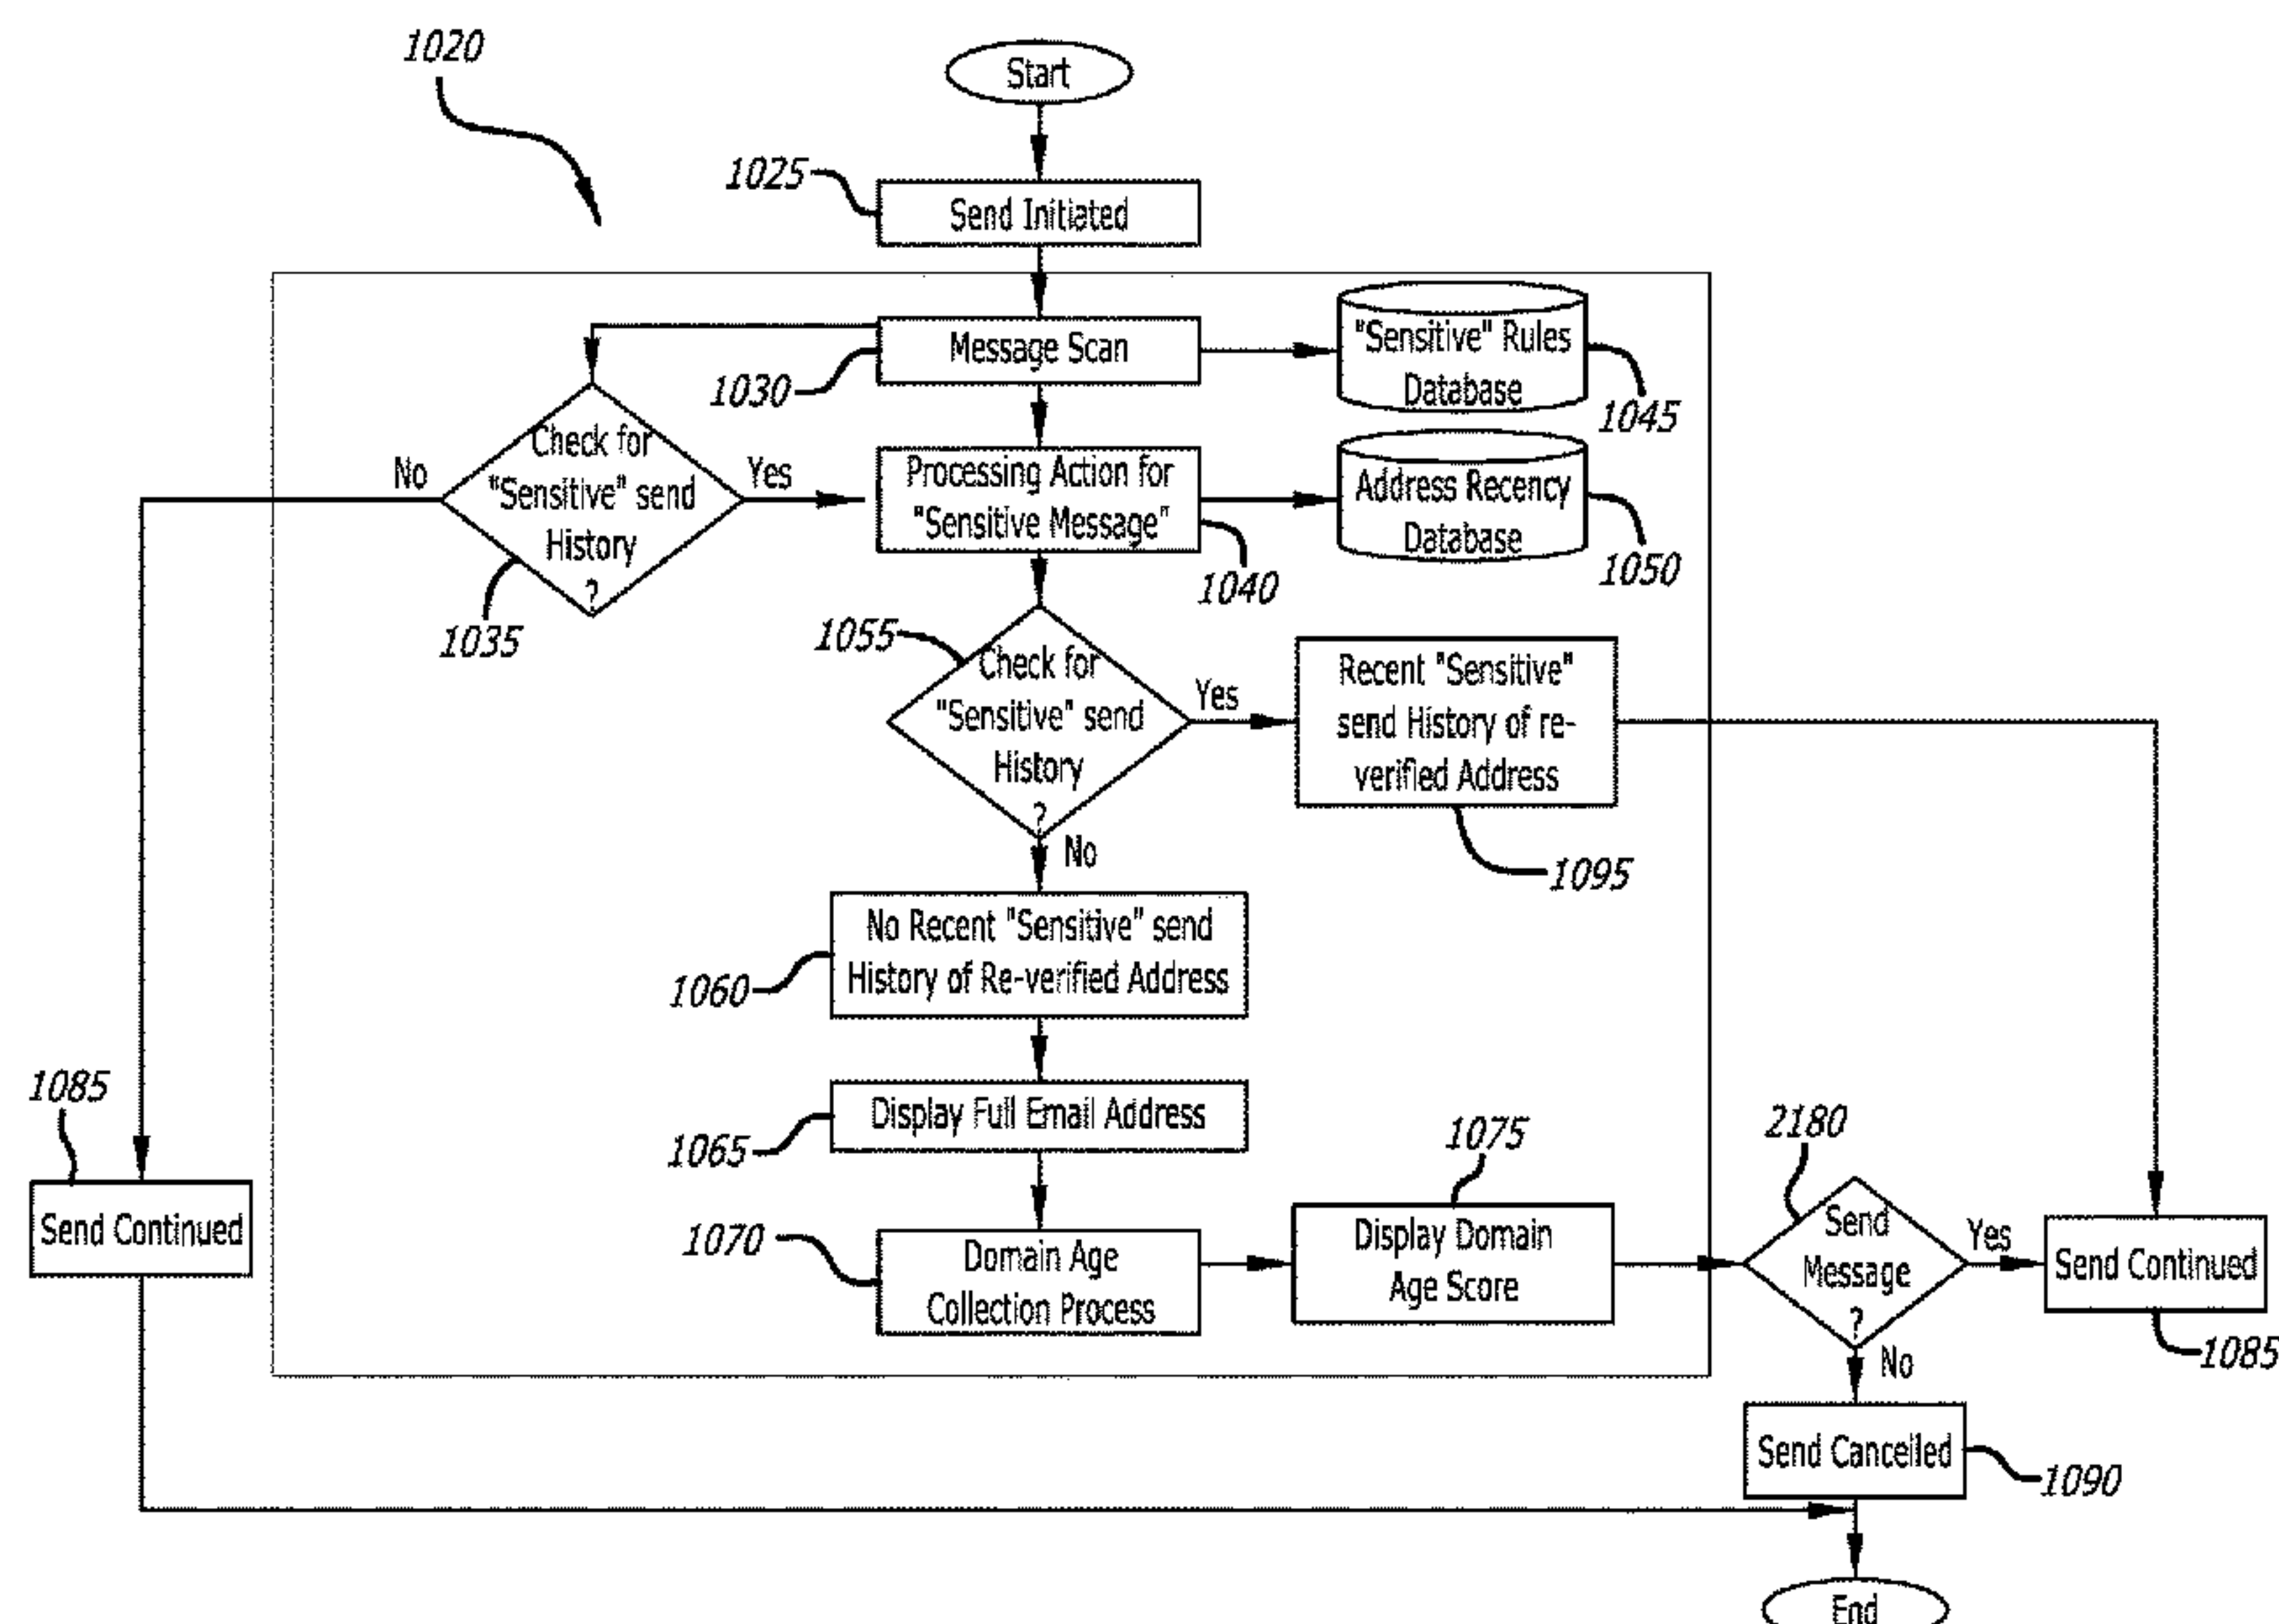 1020
Start
1025
Send Initiated
Message Scan
1030
"Sensitive" Rules
Database
1045
Check for
"Sensitive" send
History
?
No
Yes
1035
Processing Action for
"Sensitive Message"
1040
Address Recency
Database
1050
1055
Check for
"Sensitive" send
History
?
Yes
No
Recent "Sensitive"
send History of re-
verified Address
1095
No Recent "Sensitive" send
History of Re-verified Address
1060
Display Full Email Address
1065
1085
Send Continued
1070
Domain Age
Collection Process
1075
Display Domain
Age Score
2180
Send
Message
?
Yes
No
Send Continued
1085
Send Cancelled
1090
End